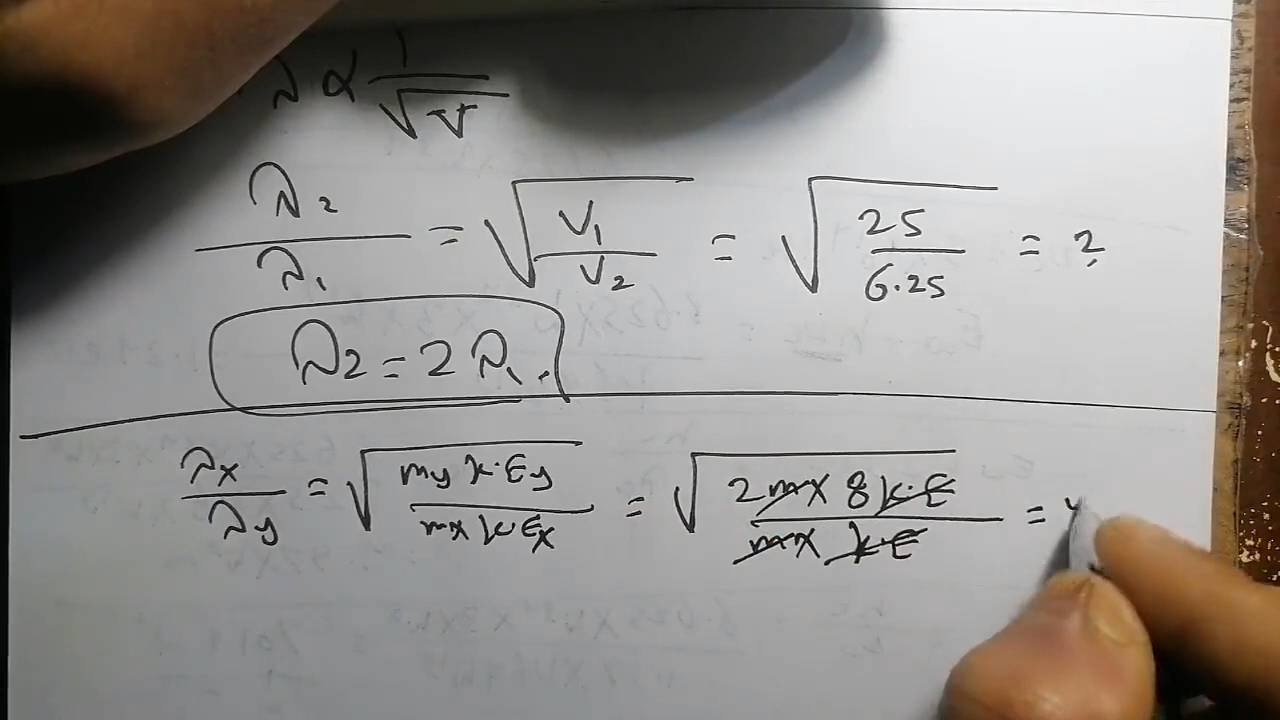 λ ∝ 1/√V
λ2/λ1 = √(V1/V2) = √(25/6.25) = 2
λ2 = 2λ1.
λx/λy = √(my k.Ey/mx k.Ex) = √(2mx 8k.E/mx k.E) =